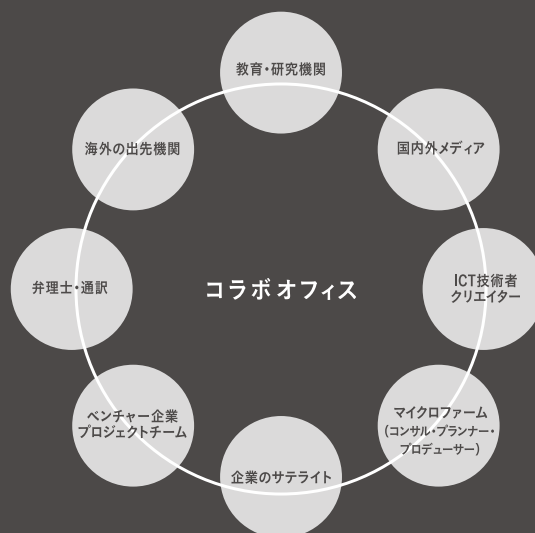 教育・研究機関
海外の出先機関
国内外メディア
弁理士・通訳
コラボオフィス
ICT技術者
クリエイター
ベンチャー企業
プロジェクトチーム
マイクロファーム
(コンサル・プランナー・
プロデューサー)
企業のサテライト